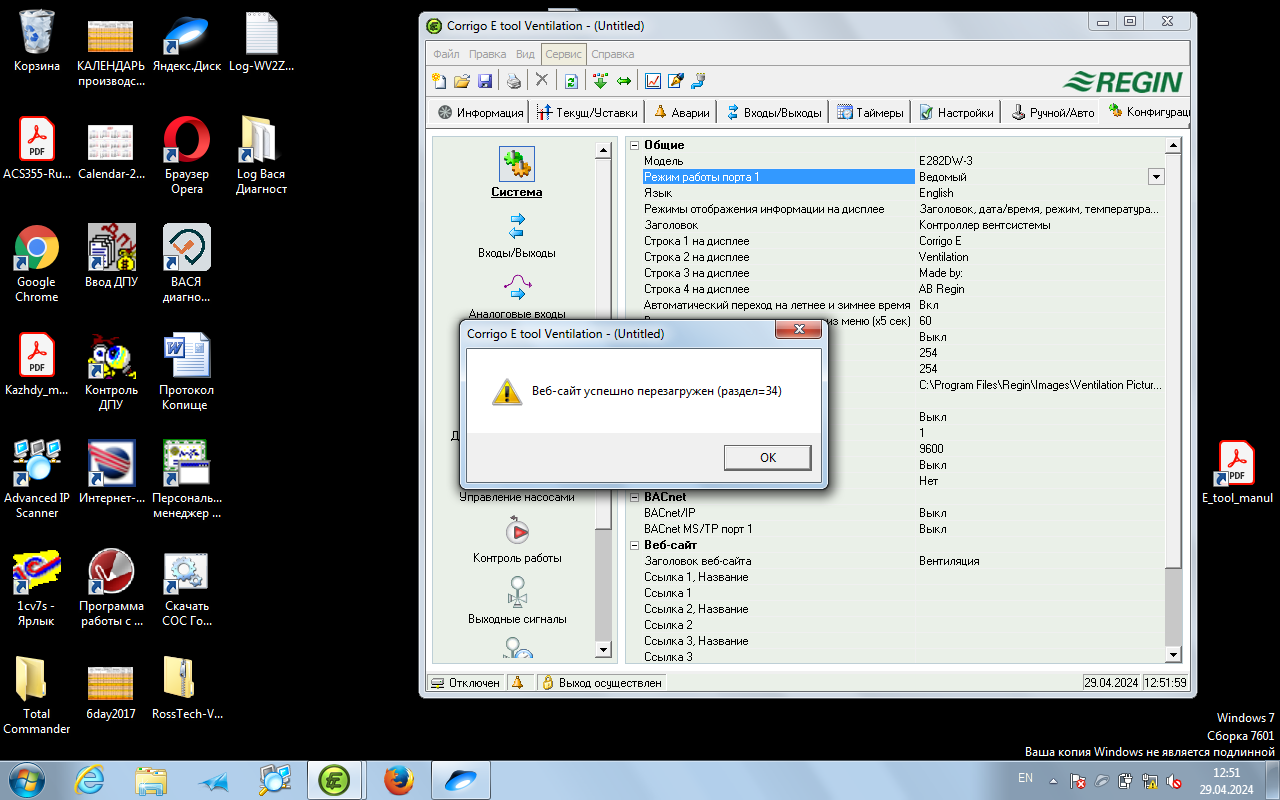 Корзина
КАЛЕНДАРЬ
производс...
Яндекс.Диск
Log-WV2Z...
ACS355-Ru...
Calendar-2...
Браузер
Opera
Log Вася
Диагност
Google
Chrome
Ввод ДПУ
ВАСЯ
диагно...
Kazhdy_m...
Контроль
ДПУ
Протокол
Копище
Advanced IP
Scanner
Интернет-...
Персональ...
менеджер ...
1cv7s -
Ярлык
Программа
работы с ...
Скачать
СОС Го...
Total
Commander
6day2017
RossTech-V...
E_tool_manul
Corrigo E tool Ventilation - (Untitled)
Файл Правка Вид Сервис Справка
REGIN
Информация Текущ/Уставки Аварии Входы/Выходы Таймеры Настройки Ручной/Авто Конфигурац
Система
Входы/Выходы
Аналоговые входы
Управление насосами
Контроль работы
Выходные сигналы
Общие
Модель E282DW-3
Режим работы порта 1 Ведомый
Язык English
Режимы отображения информации на дисплее Заголовок, дата/время, режим, температура...
Заголовок Контроллер вентсистемы
Строка 1 на дисплее Corrigo E
Строка 2 на дисплее Ventilation
Строка 3 на дисплее Made by:
Строка 4 на дисплее AB Regin
Автоматический переход на летнее и зимнее время Вкл
из меню (x5 сек) 60
Выкл
254
254
C:\Program Files\Regin\Images\Ventilation Pictur...
Выкл
1
9600
Выкл
Нет
BACnet
BACnet/IP Выкл
BACnet MS/TP порт 1 Выкл
Веб-сайт
Заголовок веб-сайта Вентиляция
Ссылка 1, Название
Ссылка 1
Ссылка 2, Название
Ссылка 2
Ссылка 3, Название
Ссылка 3
Corrigo E tool Ventilation - (Untitled)
Веб-сайт успешно перезагружен (раздел=34)
OK
Отключен Выход осуществлен 29.04.2024 12:51:59
Windows 7
Сборка 7601
Ваша копия Windows не является подлинной
EN
12:51
29.04.2024